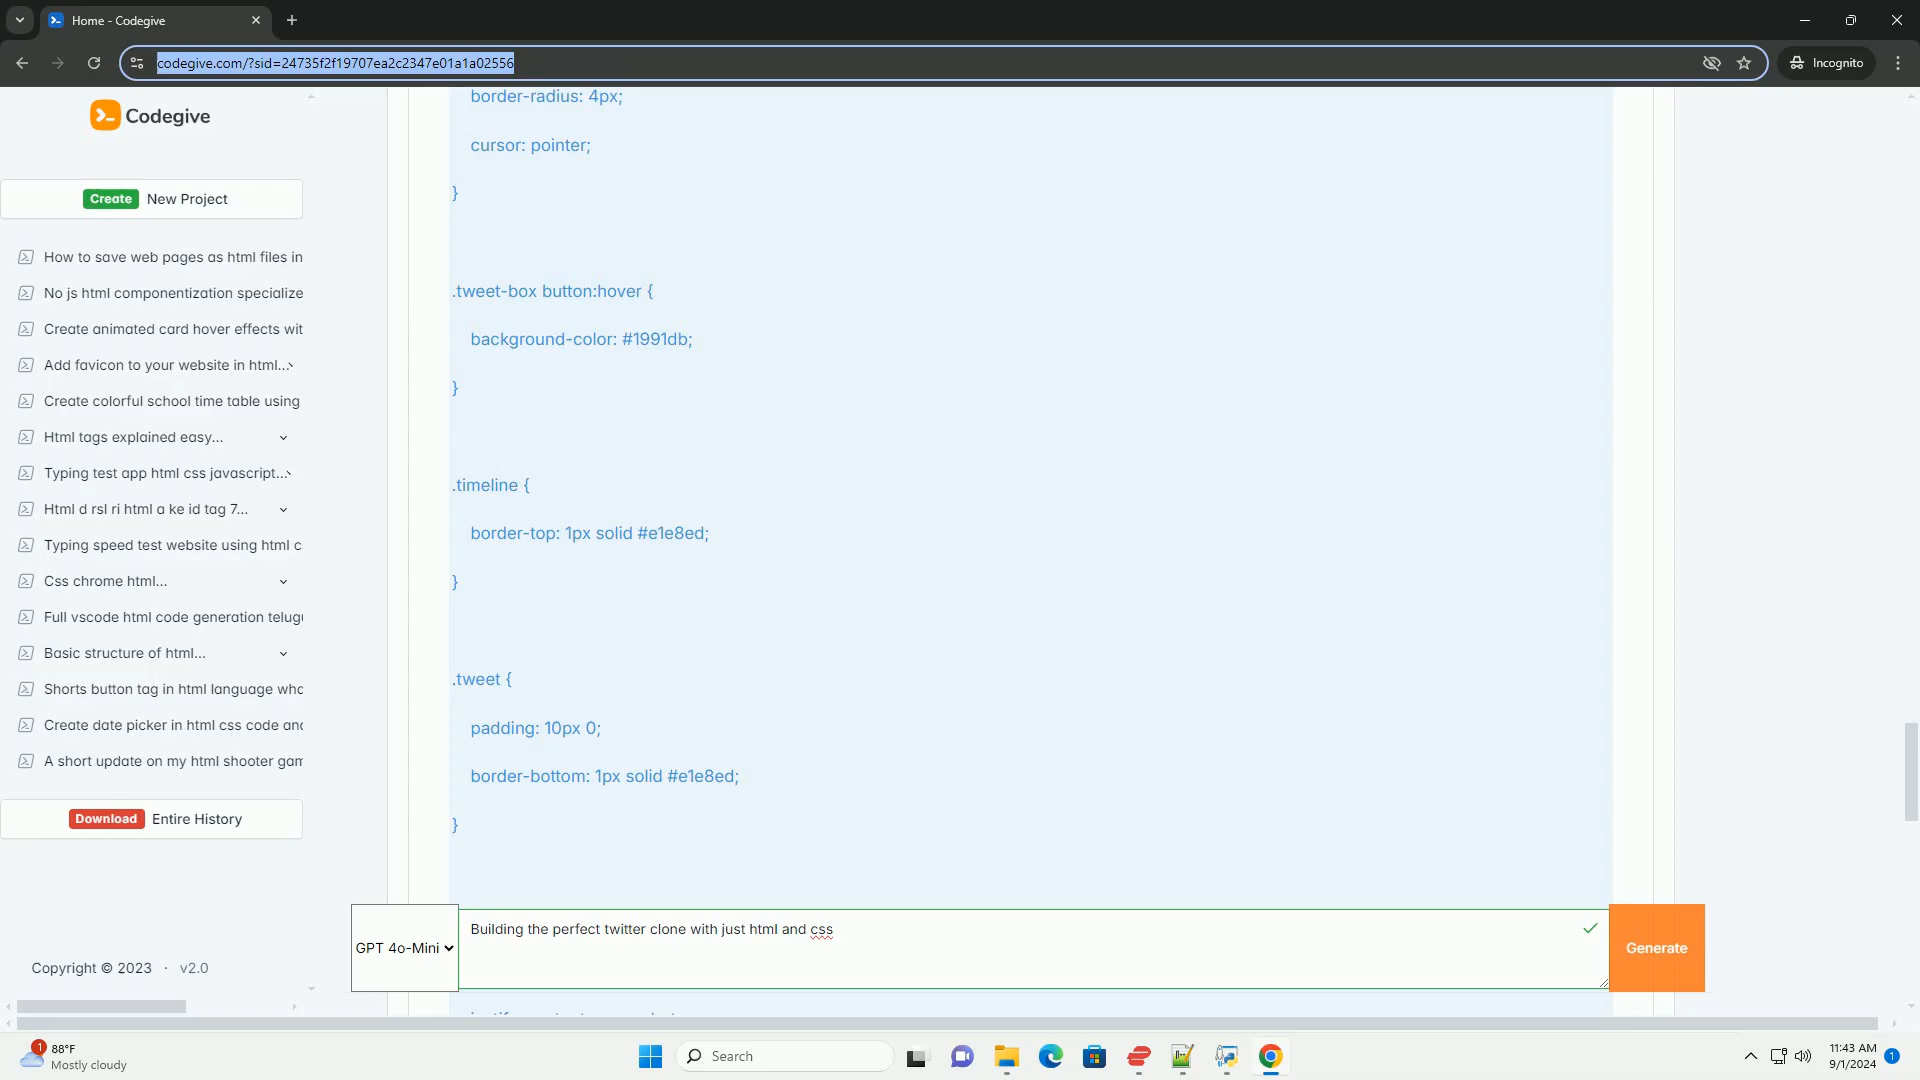 Home - Codegive
codegive.com/?sid=24735f2f19707ea2c2347e01a1a02556
Incognito
Codegive
Create New Project
How to save web pages as html files in
No js html componentization specialize
Create animated card hover effects wit
Add favicon to your website in html...
Create colorful school time table using
Html tags explained easy...
Typing test app html css javascript...
Html d rsl ri html a ke id tag 7...
Typing speed test website using html c
Css chrome html...
Full vscode html code generation telugu
Basic structure of html...
Shorts button tag in html language wha
Create date picker in html css code and
A short update on my html shooter gam
Download Entire History
Copyright © 2023 · v2.0
border-radius: 4px;
cursor: pointer;
}
.tweet-box button:hover {
background-color: #1991db;
}
.timeline {
border-top: 1px solid #e1e8ed;
}
.tweet {
padding: 10px 0;
border-bottom: 1px solid #e1e8ed;
}
GPT 4o-Mini
Building the perfect twitter clone with just html and css
Generate
1
88°F
Mostly cloudy
Search
11:43 AM
9/1/2024
1